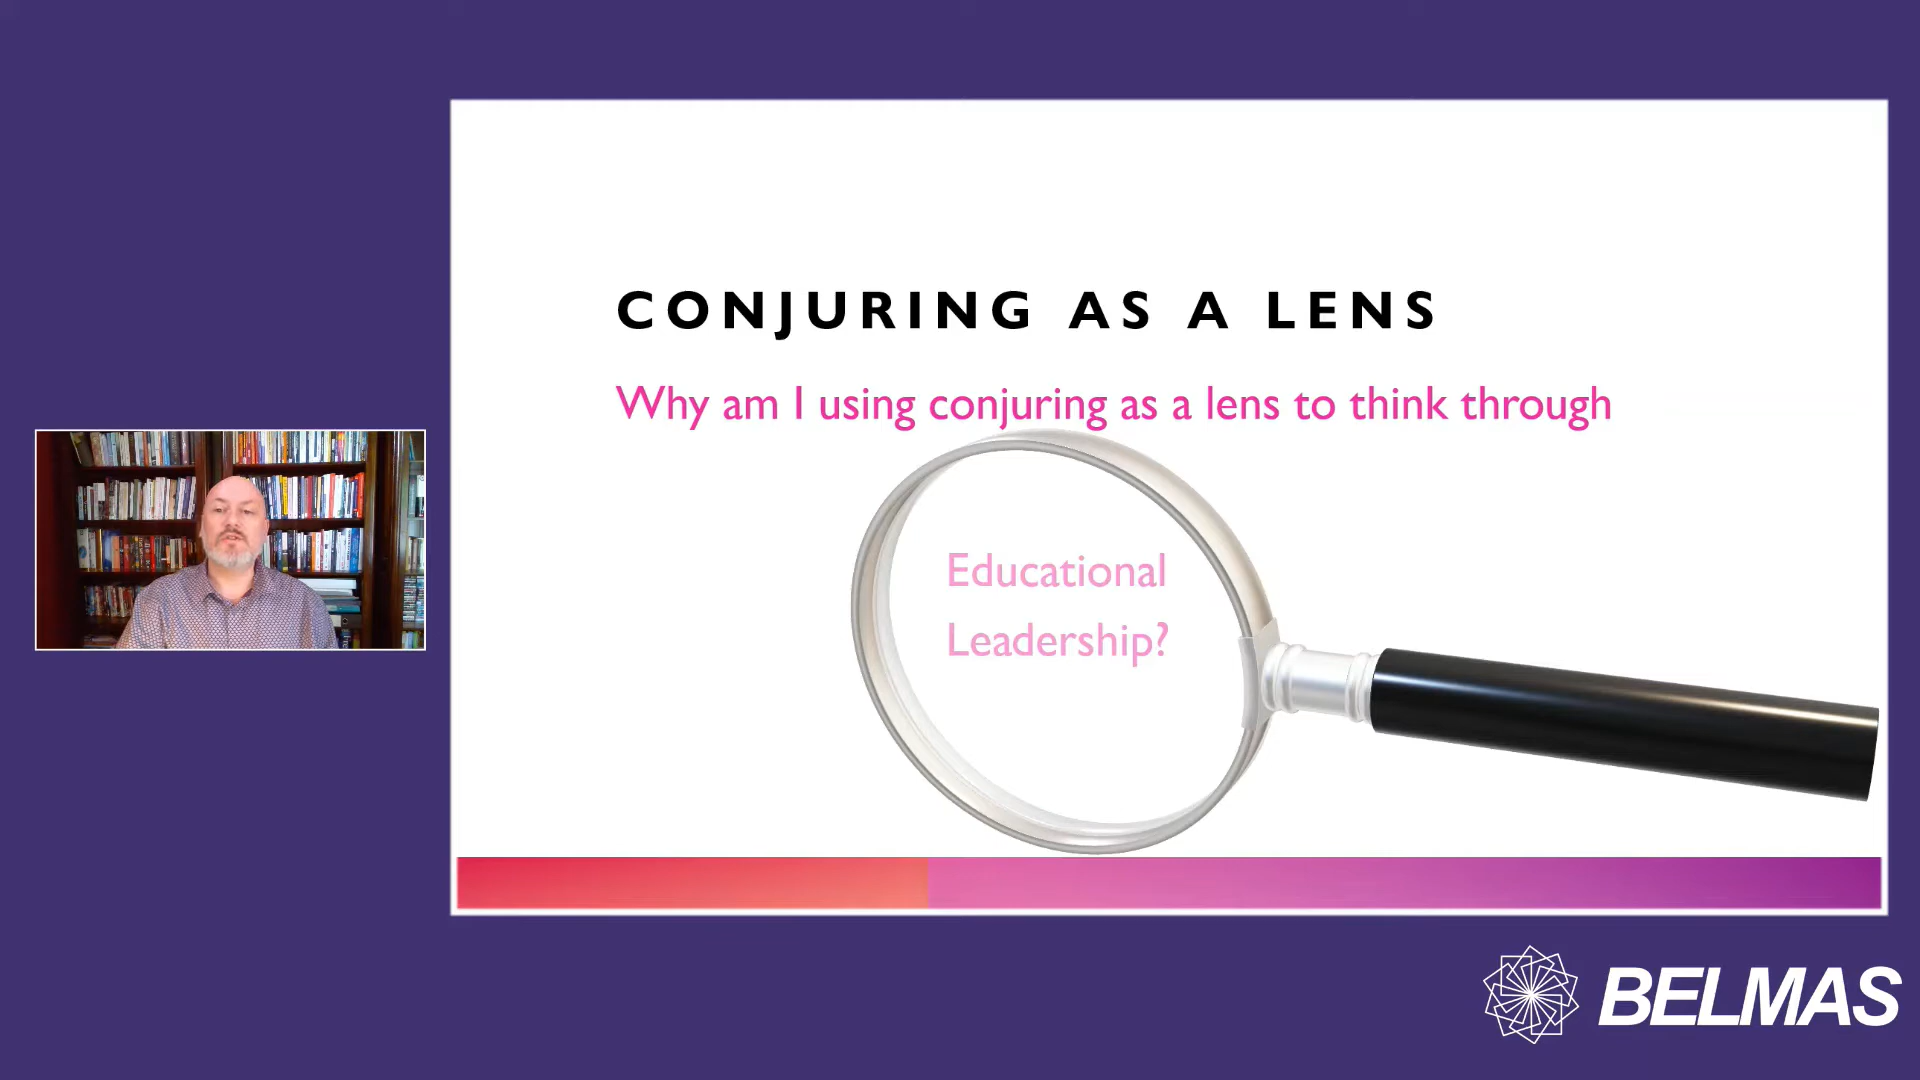 CONJURING AS A LENS
Why am I using conjuring as a lens to think through
Educational
Leadership?
BELMAS